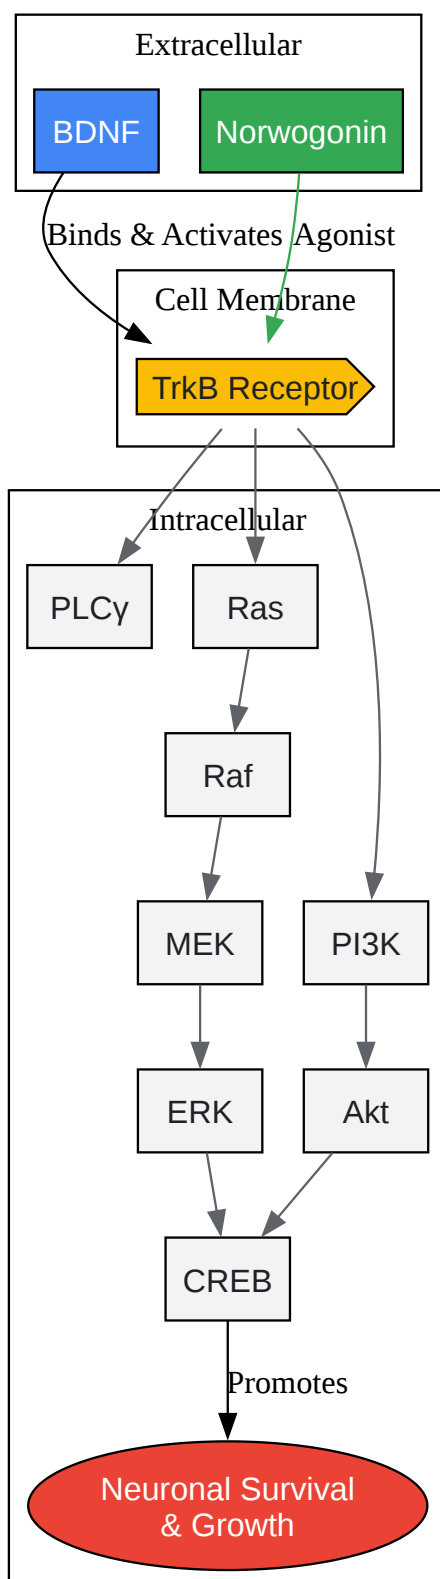 Extracellular
BDNF
Norwogonin
Binds & Activates
Agonist
Cell Membrane
TrkB Receptor
Intracellular
PLCγ
Ras
Raf
MEK
PI3K
ERK
Akt
CREB
Promotes
Neuronal Survival
& Growth